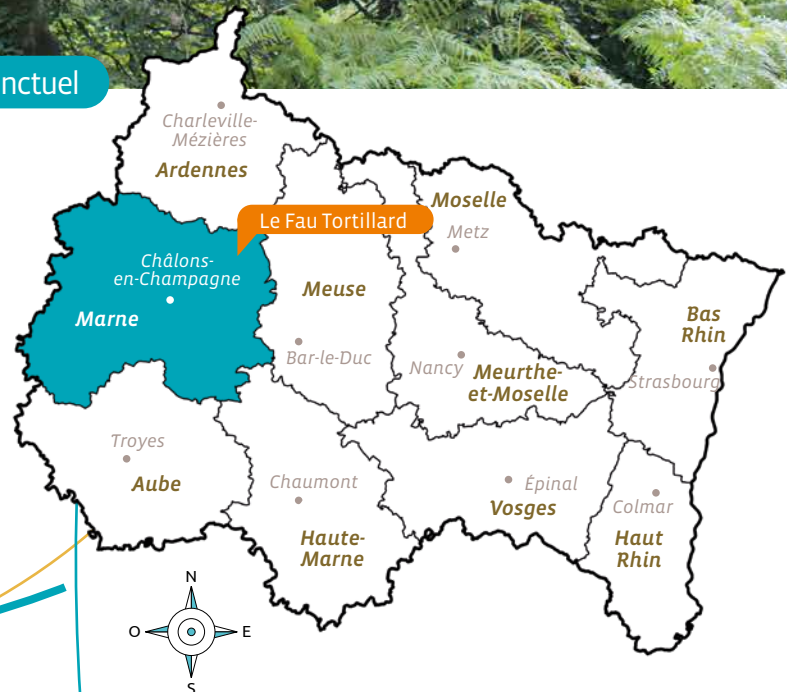 nctuel
Charleville-
Mézières
Ardennes
Le Fau Tortillard
Moselle
Metz
Châlons-
en-Champagne
Marne
Meuse
Bar-le-Duc
Nancy
Meurthe-
et-Moselle
Bas
Rhin
Strasbourg
Troyes
Aube
Chaumont
Haute-
Marne
Épinal
Vosges
Colmar
Haut
Rhin
N
O
E
S